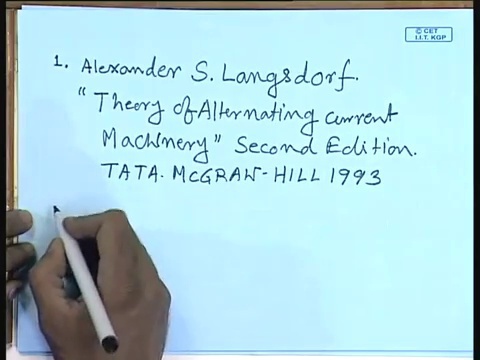 © CET
I.I.T. KGP
1. Alexander S. Langsdorf.
"Theory of Alternating current
Machinery" Second Edition.
TATA. McGRAW-HILL 1993